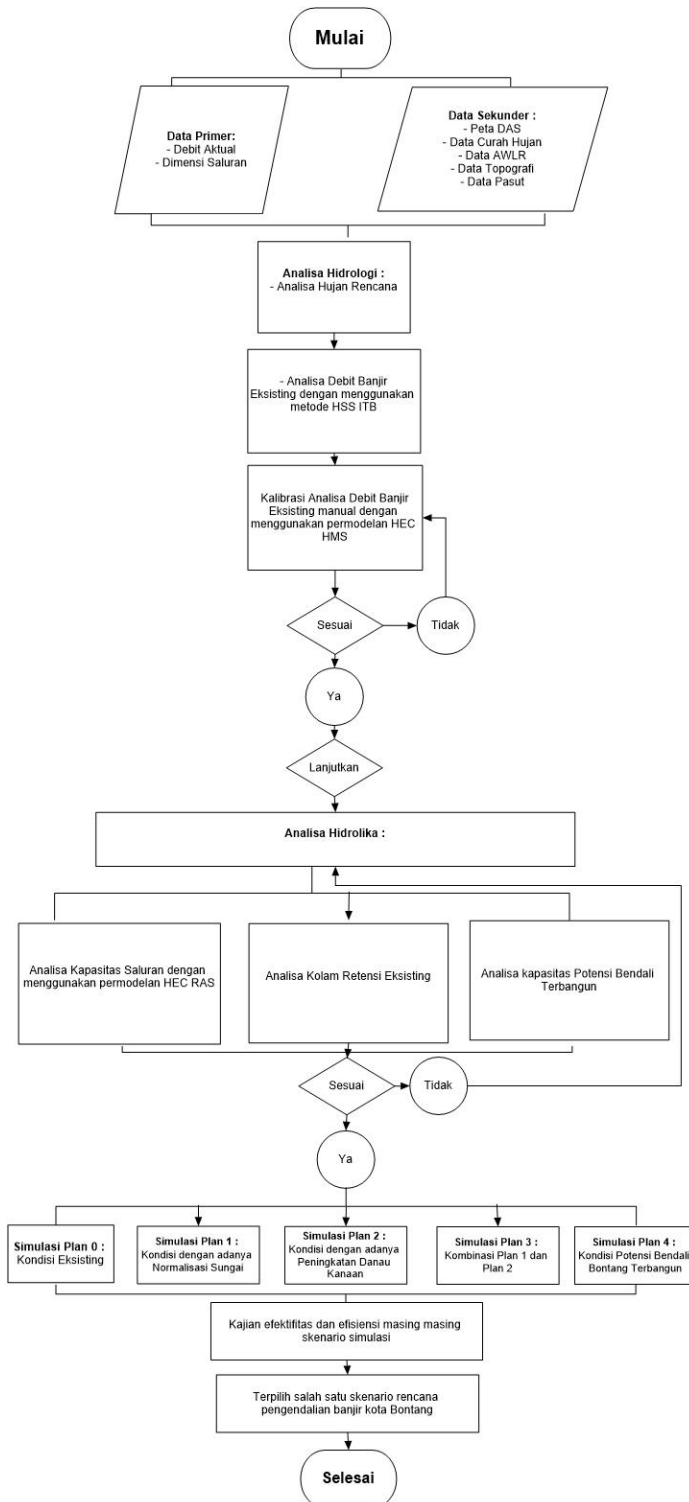 Mulai
Data Primer:
- Debit Aktual
- Dimensi Saluran
Data Sekunder :
- Peta DAS
- Data Curah Hujan
- Data AWLR
- Data Topografi
- Data Pasut
Analisa Hidrologi :
- Analisa Hujan Rencana
- Analisa Debit Banjir
Eksisting dengan menggunakan
metode HSS ITB
Kalibrasi Analisa Debit Banjir
Eksisting manual dengan
menggunakan permodelan HEC
HMS
Sesuai
Tidak
Ya
Lanjutkan
Analisa Hidrolika :
Analisa Kapasitas Saluran dengan
menggunakan permodelan HEC RAS
Analisa Kolam Retensi Eksisting
Analisa kapasitas Potensi Bendali
Terbangun
Sesuai
Tidak
Ya
Simulasi Plan 0 :
Kondisi Eksisting
Simulasi Plan 1 :
Kondisi dengan adanya
Normalisasi Sungai
Simulasi Plan 2 :
Kondisi dengan adanya
Peningkatan Danau
Kanaan
Simulasi Plan 3 :
Kombinasi Plan 1 dan
Plan 2
Simulasi Plan 4 :
Kondisi Potensi Bendali
Bontang Terbangun
Kajian efektifitas dan efisiensi masing masing
skenario simulasi
Terpilih salah satu skenario rencana
pengendalian banjir kota Bontang
Selesai